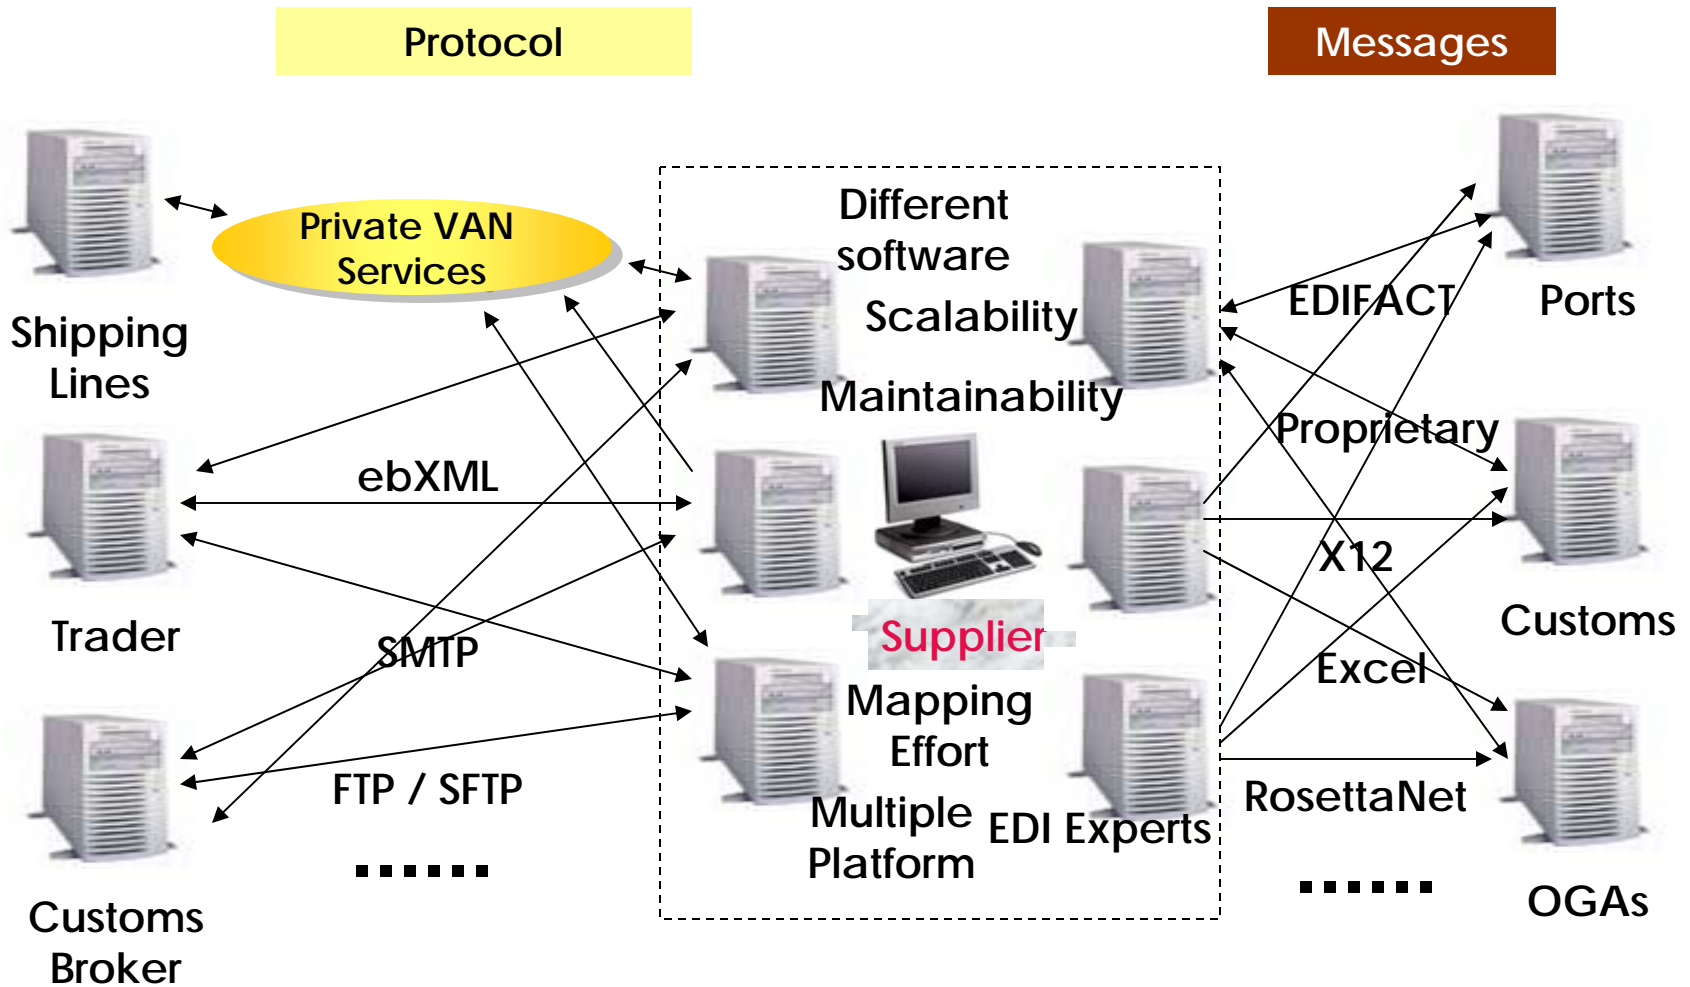 Protocol
Messages
Private VAN
Services
Shipping
Lines
Different
software
Scalability
Maintainability
EDIFACT
Ports
ebXML
Proprietary
Trader
SMTP
Supplier
X12
Customs
Excel
Mapping
Effort
FTP / SFTP
Multiple
Platform
EDI Experts
RosettaNet
......
......
Customs
Broker
OGAs